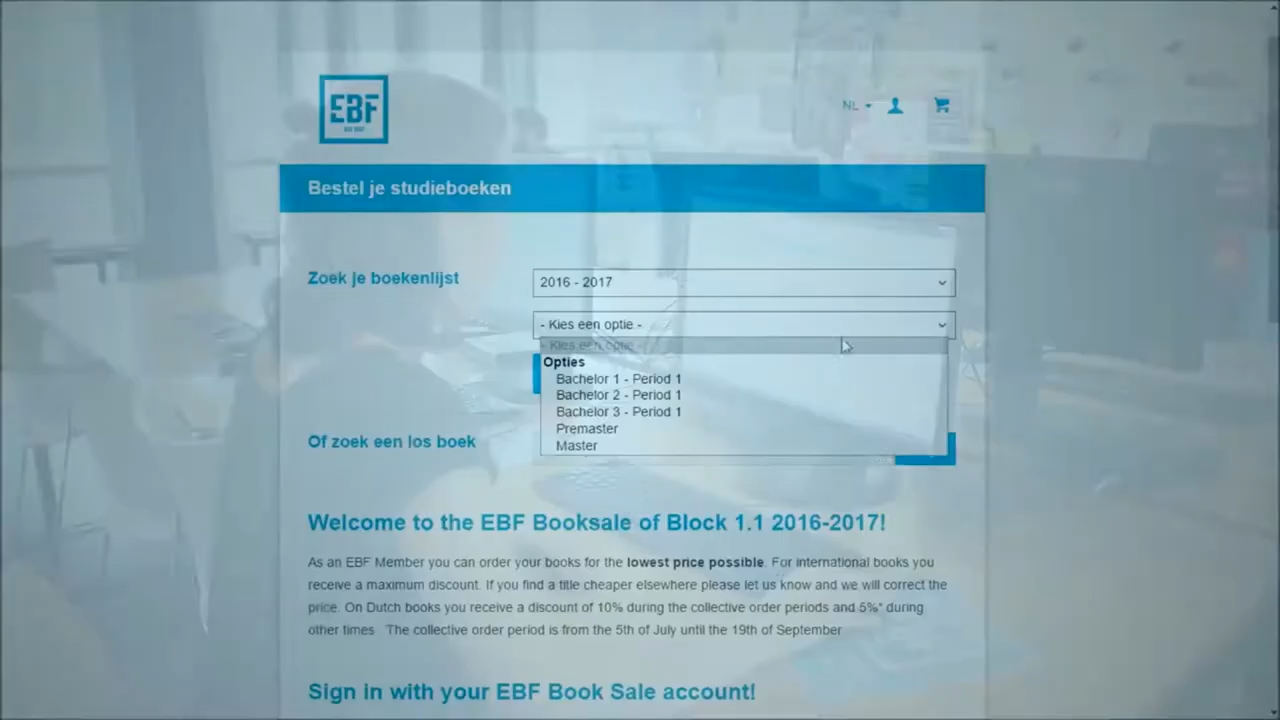 EBF
NL
Bestel je studieboeken
Zoek je boekenlijst
2016 - 2017
- Kies een optie -
- Kies een optie -
Opties
Bachelor 1 - Period 1
Bachelor 2 - Period 1
Bachelor 3 - Period 1
Premaster
Master
Of zoek een los boek
Welcome to the EBF Booksale of Block 1.1 2016-2017!
As an EBF Member you can order your books for the lowest price possible. For international books you
receive a maximum discount. If you find a title cheaper elsewhere please let us know and we will correct the
price. On Dutch books you receive a discount of 10% during the collective order periods and 5%* during
other times The collective order period is from the 5th of July until the 19th of September
Sign in with your EBF Book Sale account!